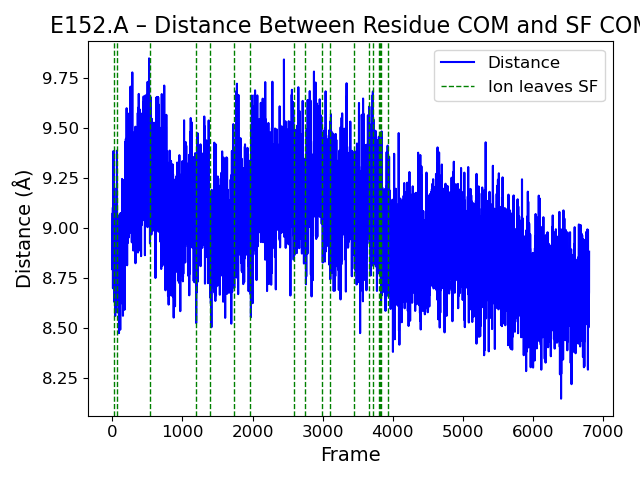 E152.A – Distance Between Residue COM and SF COM
Distance
Ion leaves SF
Distance (Å)
9.75
9.50
9.25
9.00
8.75
8.50
8.25
0 1000 2000 3000 4000 5000 6000 7000
Frame